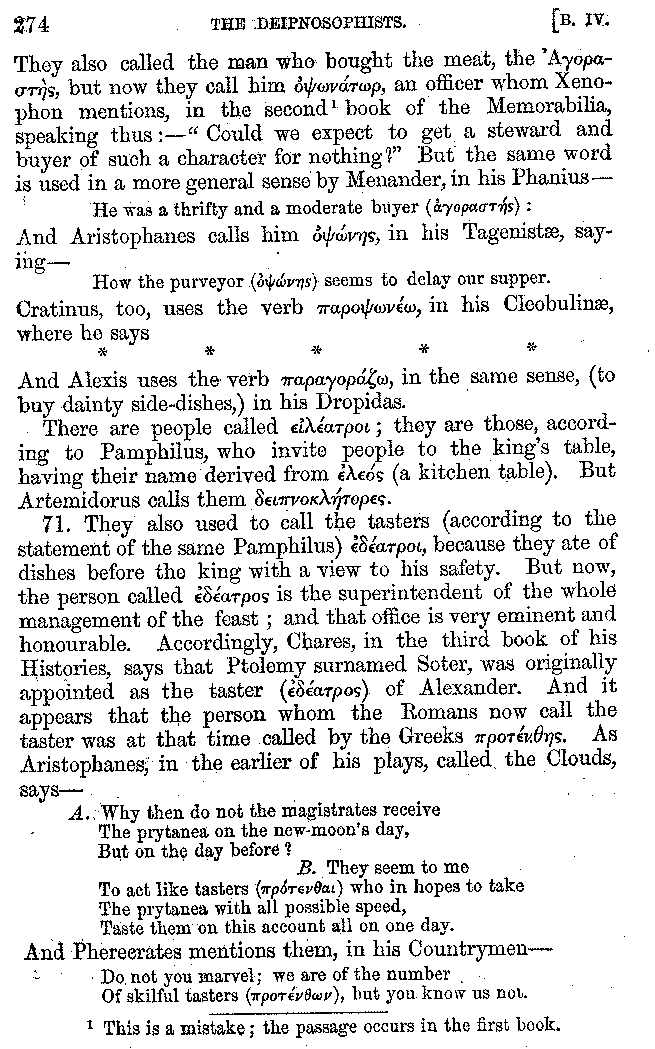 274 THE DEIPNOSOPHISTS. [B. IV.
They also called the man who bought the meat, the Ἀγορα-
στὴς, but now they call him ὀψωνάτωρ, an officer whom Xeno-
phon mentions, in the second¹ book of the Memorabilia,
speaking thus:—“Could we expect to get a steward and
buyer of such a character for nothing?” But the same word
is used in a more general sense by Menander, in his Phanius—
He was a thrifty and a moderate buyer (ἀγοραστής):
And Aristophanes calls him ὀψώνης, in his Tagenistæ, say-
ing—
How the purveyor (ὀψώνης) seems to delay our supper.
Cratinus, too, uses the verb παροψωνέω, in his Cleobulinæ,
where he says
* * * * *
And Alexis uses the verb παραγοράζω, in the same sense, (to
buy dainty side-dishes,) in his Dropidas.
There are people called εἰλέατροι; they are those, accord-
ing to Pamphilus, who invite people to the king's table,
having their name derived from ἐλεός (a kitchen table). But
Artemidorus calls them δειπνοκλήτορες.
71. They also used to call the tasters (according to the
statement of the same Pamphilus) ἐδέατροι, because they ate of
dishes before the king with a view to his safety. But now,
the person called ἐδέατρος is the superintendent of the whole
management of the feast; and that office is very eminent and
honourable. Accordingly, Chares, in the third book of his
Histories, says that Ptolemy surnamed Soter, was originally
appointed as the taster (ἐδέατρος) of Alexander. And it
appears that the person whom the Romans now call the
taster was at that time called by the Greeks προτένθης. As
Aristophanes, in the earlier of his plays, called the Clouds,
says—
A. Why then do not the magistrates receive
The prytanea on the new-moon's day,
But on the day before?
B. They seem to me
To act like tasters (πρότενθαι) who in hopes to take
The prytanea with all possible speed,
Taste them on this account all on one day.
And Pherecrates mentions them, in his Countrymen—
Do not you marvel; we are of the number
Of skilful tasters (προτένθων), but you know us not.
¹ This is a mistake; the passage occurs in the first book.